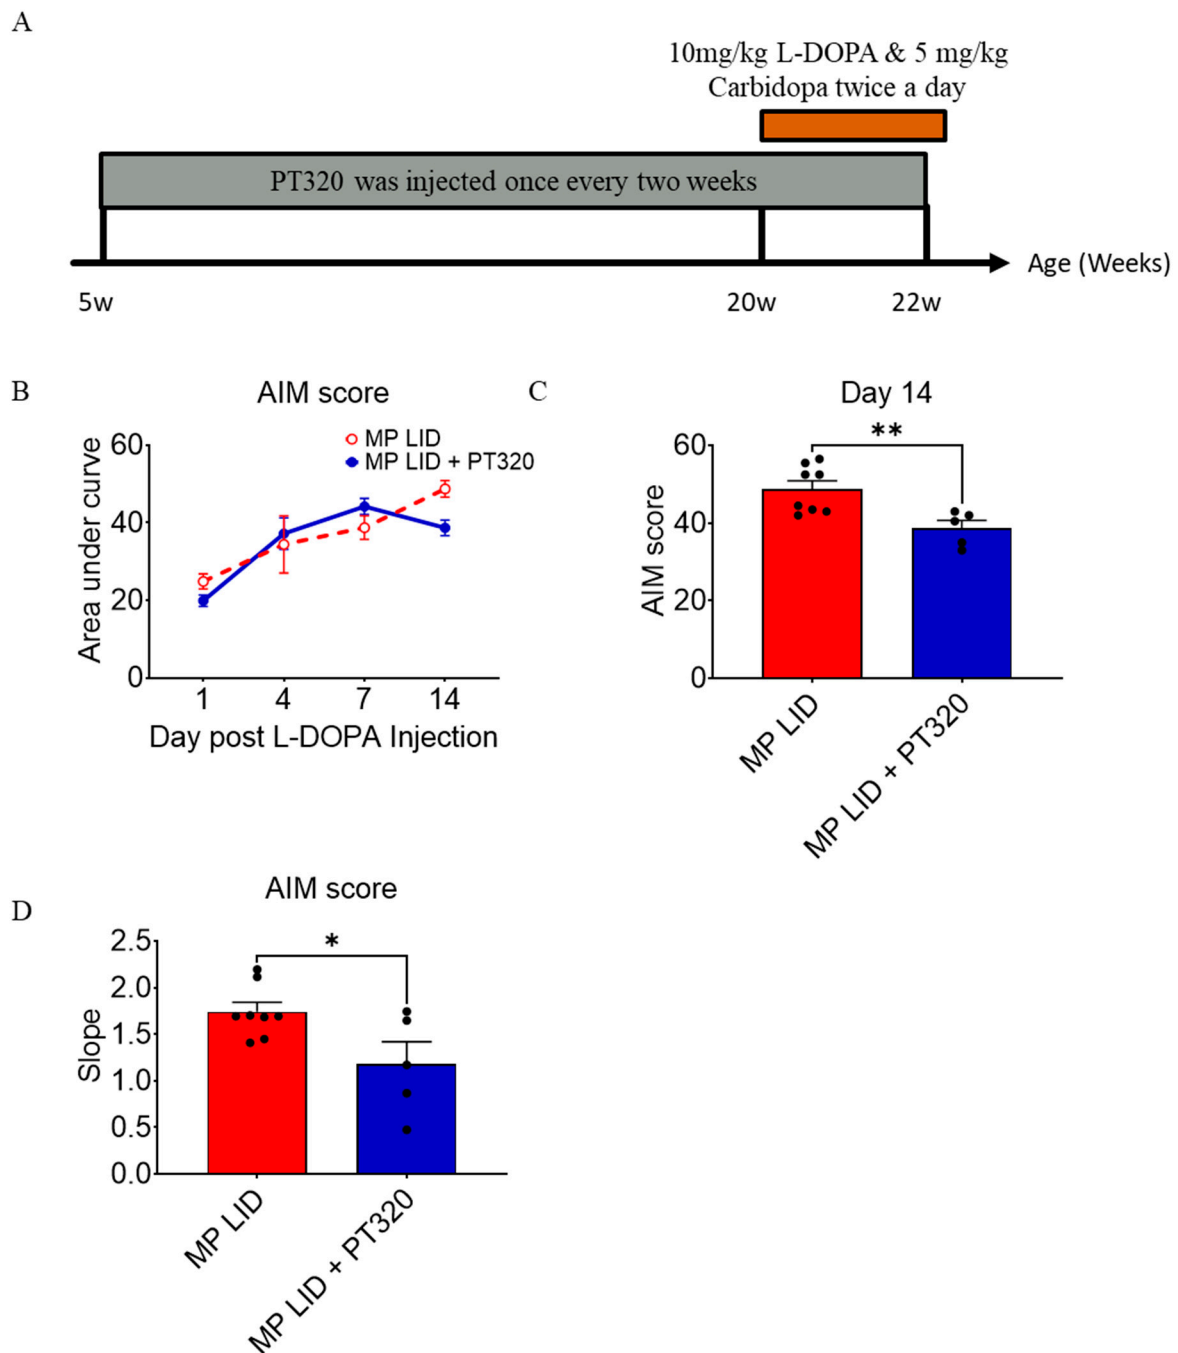 A
10mg/kg L-DOPA & 5 mg/kg
Carbidopa twice a day
PT320 was injected once every two weeks
Age (Weeks)
5w
20w
22w
B
AIM score
MP LID
MP LID + PT320
Area under curve
60
40
20
0
1
4
7
14
Day post L-DOPA Injection
C
Day 14
**
AIM score
60
40
20
0
MP LID
MP LID + PT320
D
AIM score
*
Slope
2.5
2.0
1.5
1.0
0.5
0.0
MP LID
MP LID + PT320